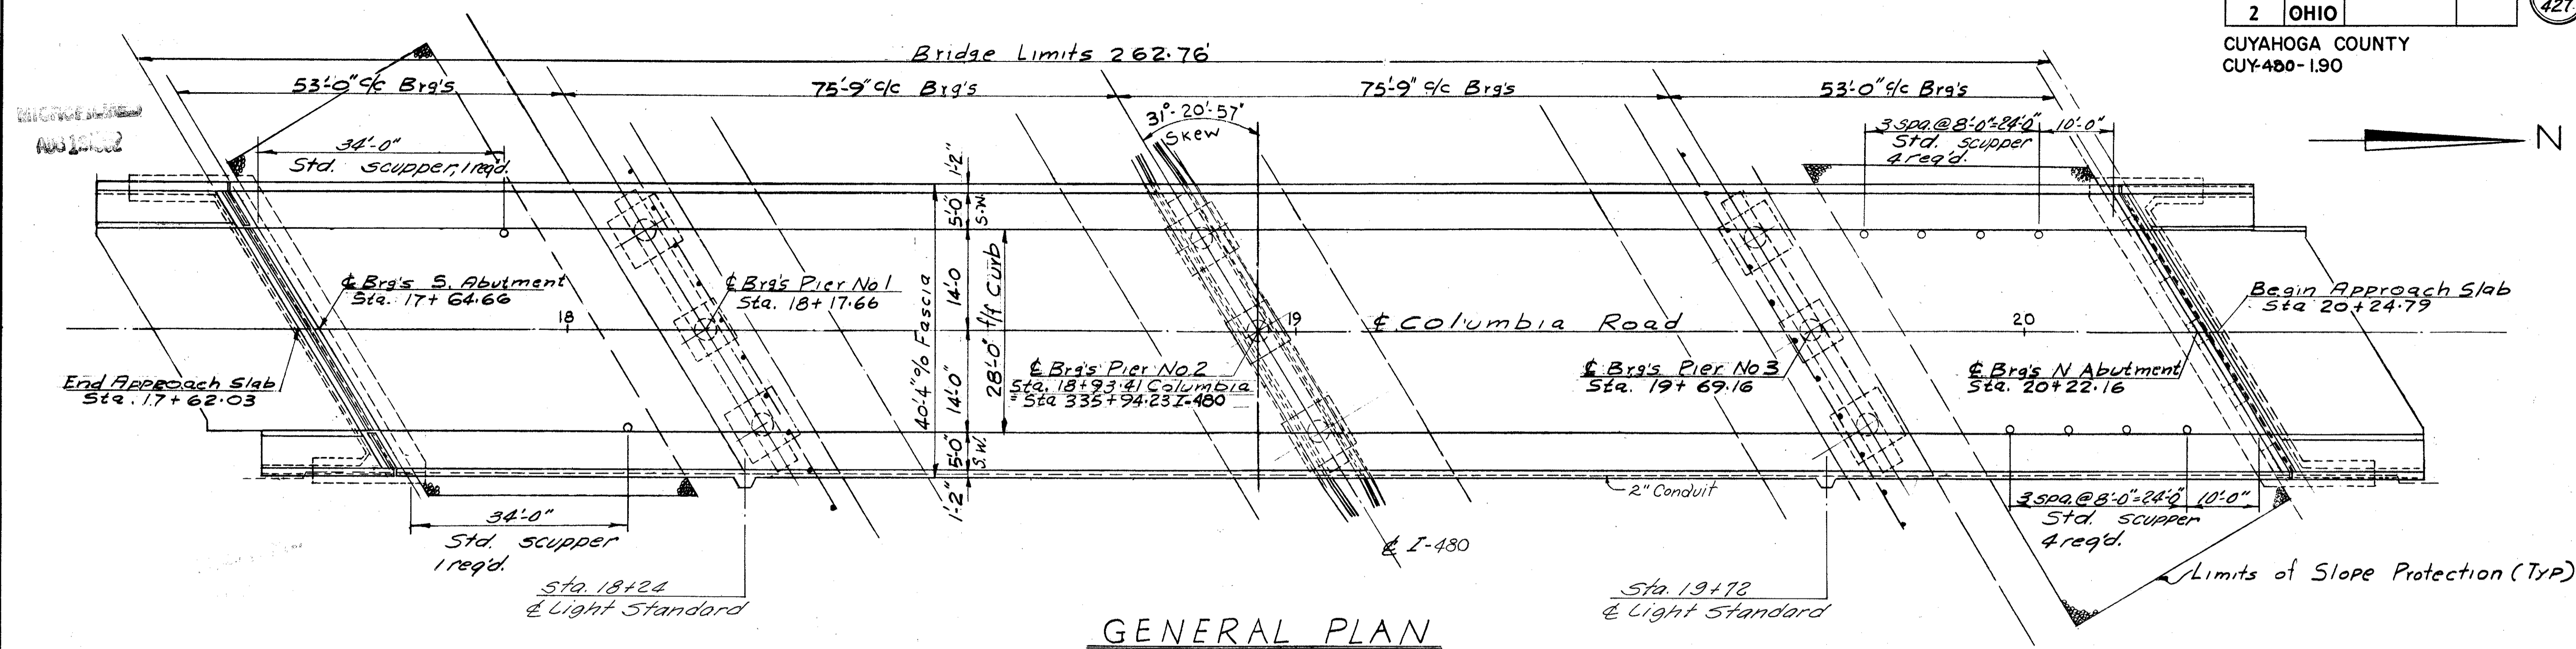 2 OHIO
427
CUYAHOGA COUNTY
CUY-480-1.90
Bridge Limits 262.76'
53'-0" c/c Brg's
75'-9" c/c Brg's
75'-9" c/c Brg's
53'-0" c/c Brg's
31°-20'-57"
Skew
34'-0"
Std. scupper, 1 req'd.
3 spa. @ 8'-0"=24'-0"
10'-0"
Std. scupper
4 req'd.
N
1'-2"
5'-0"
S.W.
14'-0
14'-0"
5'-0"
S.W.
1'-2"
40'-4" o/o Fascia
28'-0" f/f Curb
℄ Brg's S. Abutment
Sta. 17+64.66
18
℄ Brg's Pier No 1
Sta. 18+17.66
19
℄ Columbia Road
20
Begin Approach Slab
Sta 20+24.79
End Approach Slab
Sta. 17+62.03
℄ Brg's Pier No. 2
Sta. 18+93.41 Columbia
= Sta 335+94.23 I-480
℄ Brg's Pier No 3
Sta. 19+69.16
℄ Brg's N Abutment
Sta. 20+22.16
2" Conduit
34'-0"
Std. scupper
1 req'd.
3 spa. @ 8'-0"=24'-0"
10'-0"
Std. scupper
4 req'd.
℄ I-480
Sta. 18+24
℄ Light Standard
Sta. 19+72
℄ Light Standard
Limits of Slope Protection (Typ)
GENERAL PLAN